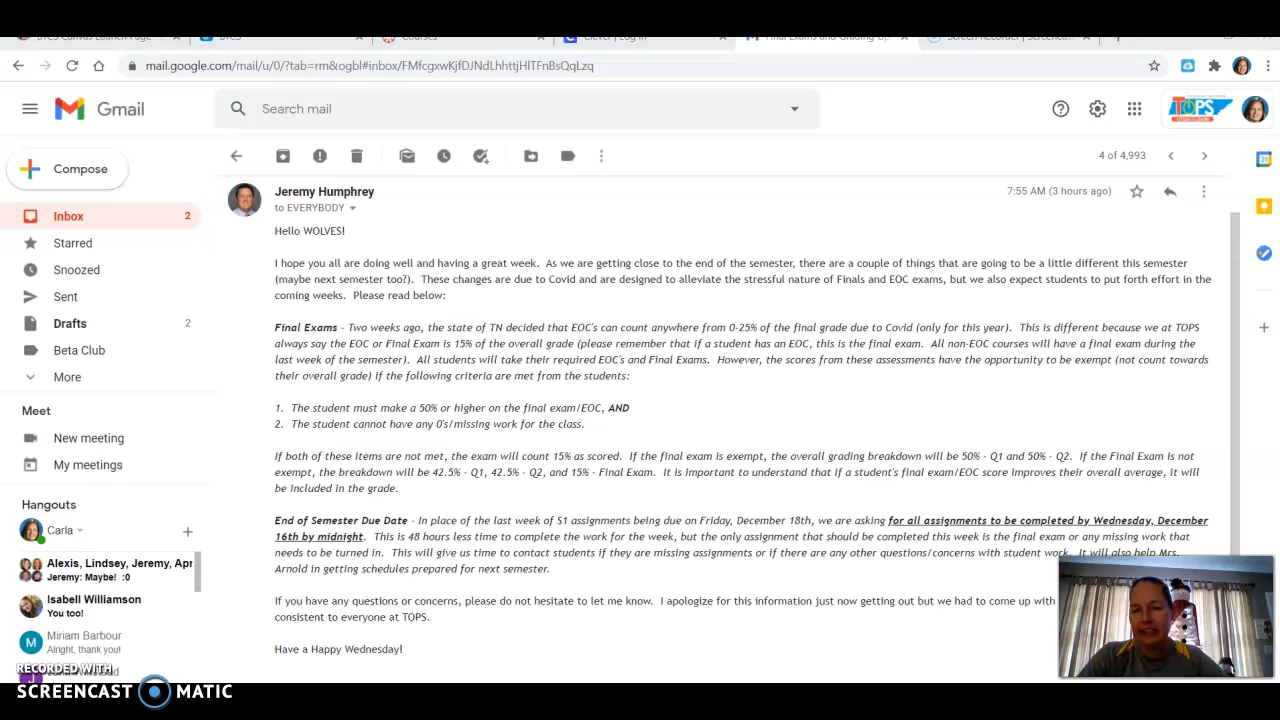 Courses
mail.google.com/mail/u/0/?tab=rm&ogbl#inbox/FMfcgxwKjfDJNdLhhttjHlTFnBsQqLzq
Gmail
Search mail
TOPS
Compose
4 of 4,993
Inbox 2
Starred
Snoozed
Sent
Drafts 2
Beta Club
More
Meet
New meeting
My meetings
Hangouts
Carla
Alexis, Lindsey, Jeremy, Apr
Jeremy: Maybe! :0
Isabell Williamson
You too!
M
Miriam Barbour
Alright, thank you!
Jeremy Humphrey
7:55 AM (3 hours ago)
to EVERYBODY
Hello WOLVES!
I hope you all are doing well and having a great week. As we are getting close to the end of the semester, there are a couple of things that are going to be a little different this semester
(maybe next semester too?). These changes are due to Covid and are designed to alleviate the stressful nature of Finals and EOC exams, but we also expect students to put forth effort in the
coming weeks. Please read below:
Final Exams - Two weeks ago, the state of TN decided that EOC's can count anywhere from 0-25% of the final grade due to Covid (only for this year). This is different because we at TOPS
always say the EOC or Final Exam is 15% of the overall grade (please remember that if a student has an EOC, this is the final exam. All non-EOC courses will have a final exam during the
last week of the semester). All students will take their required EOC's and Final Exams. However, the scores from these assessments have the opportunity to be exempt (not count towards
their overall grade) if the following criteria are met from the students:
1. The student must make a 50% or higher on the final exam/EOC, AND
2. The student cannot have any 0's/missing work for the class.
If both of these items are not met, the exam will count 15% as scored. If the final exam is exempt, the overall grading breakdown will be 50% - Q1 and 50% - Q2. If the Final Exam is not
exempt, the breakdown will be 42.5% - Q1, 42.5% - Q2, and 15% - Final Exam. It is important to understand that if a student's final exam/EOC score improves their overall average, it will
be included in the grade.
End of Semester Due Date - In place of the last week of S1 assignments being due on Friday, December 18th, we are asking for all assignments to be completed by Wednesday, December
16th by midnight. This is 48 hours less time to complete the work for the week, but the only assignment that should be completed this week is the final exam or any missing work that
needs to be turned in. This will give us time to contact students if they are missing assignments or if there are any other questions/concerns with student work. It will also help Mrs.
Arnold in getting schedules prepared for next semester.
If you have any questions or concerns, please do not hesitate to let me know. I apologize for this information just now getting out but we had to come up with
consistent to everyone at TOPS.
Have a Happy Wednesday!
RECORDED WITH
SCREENCAST MATIC